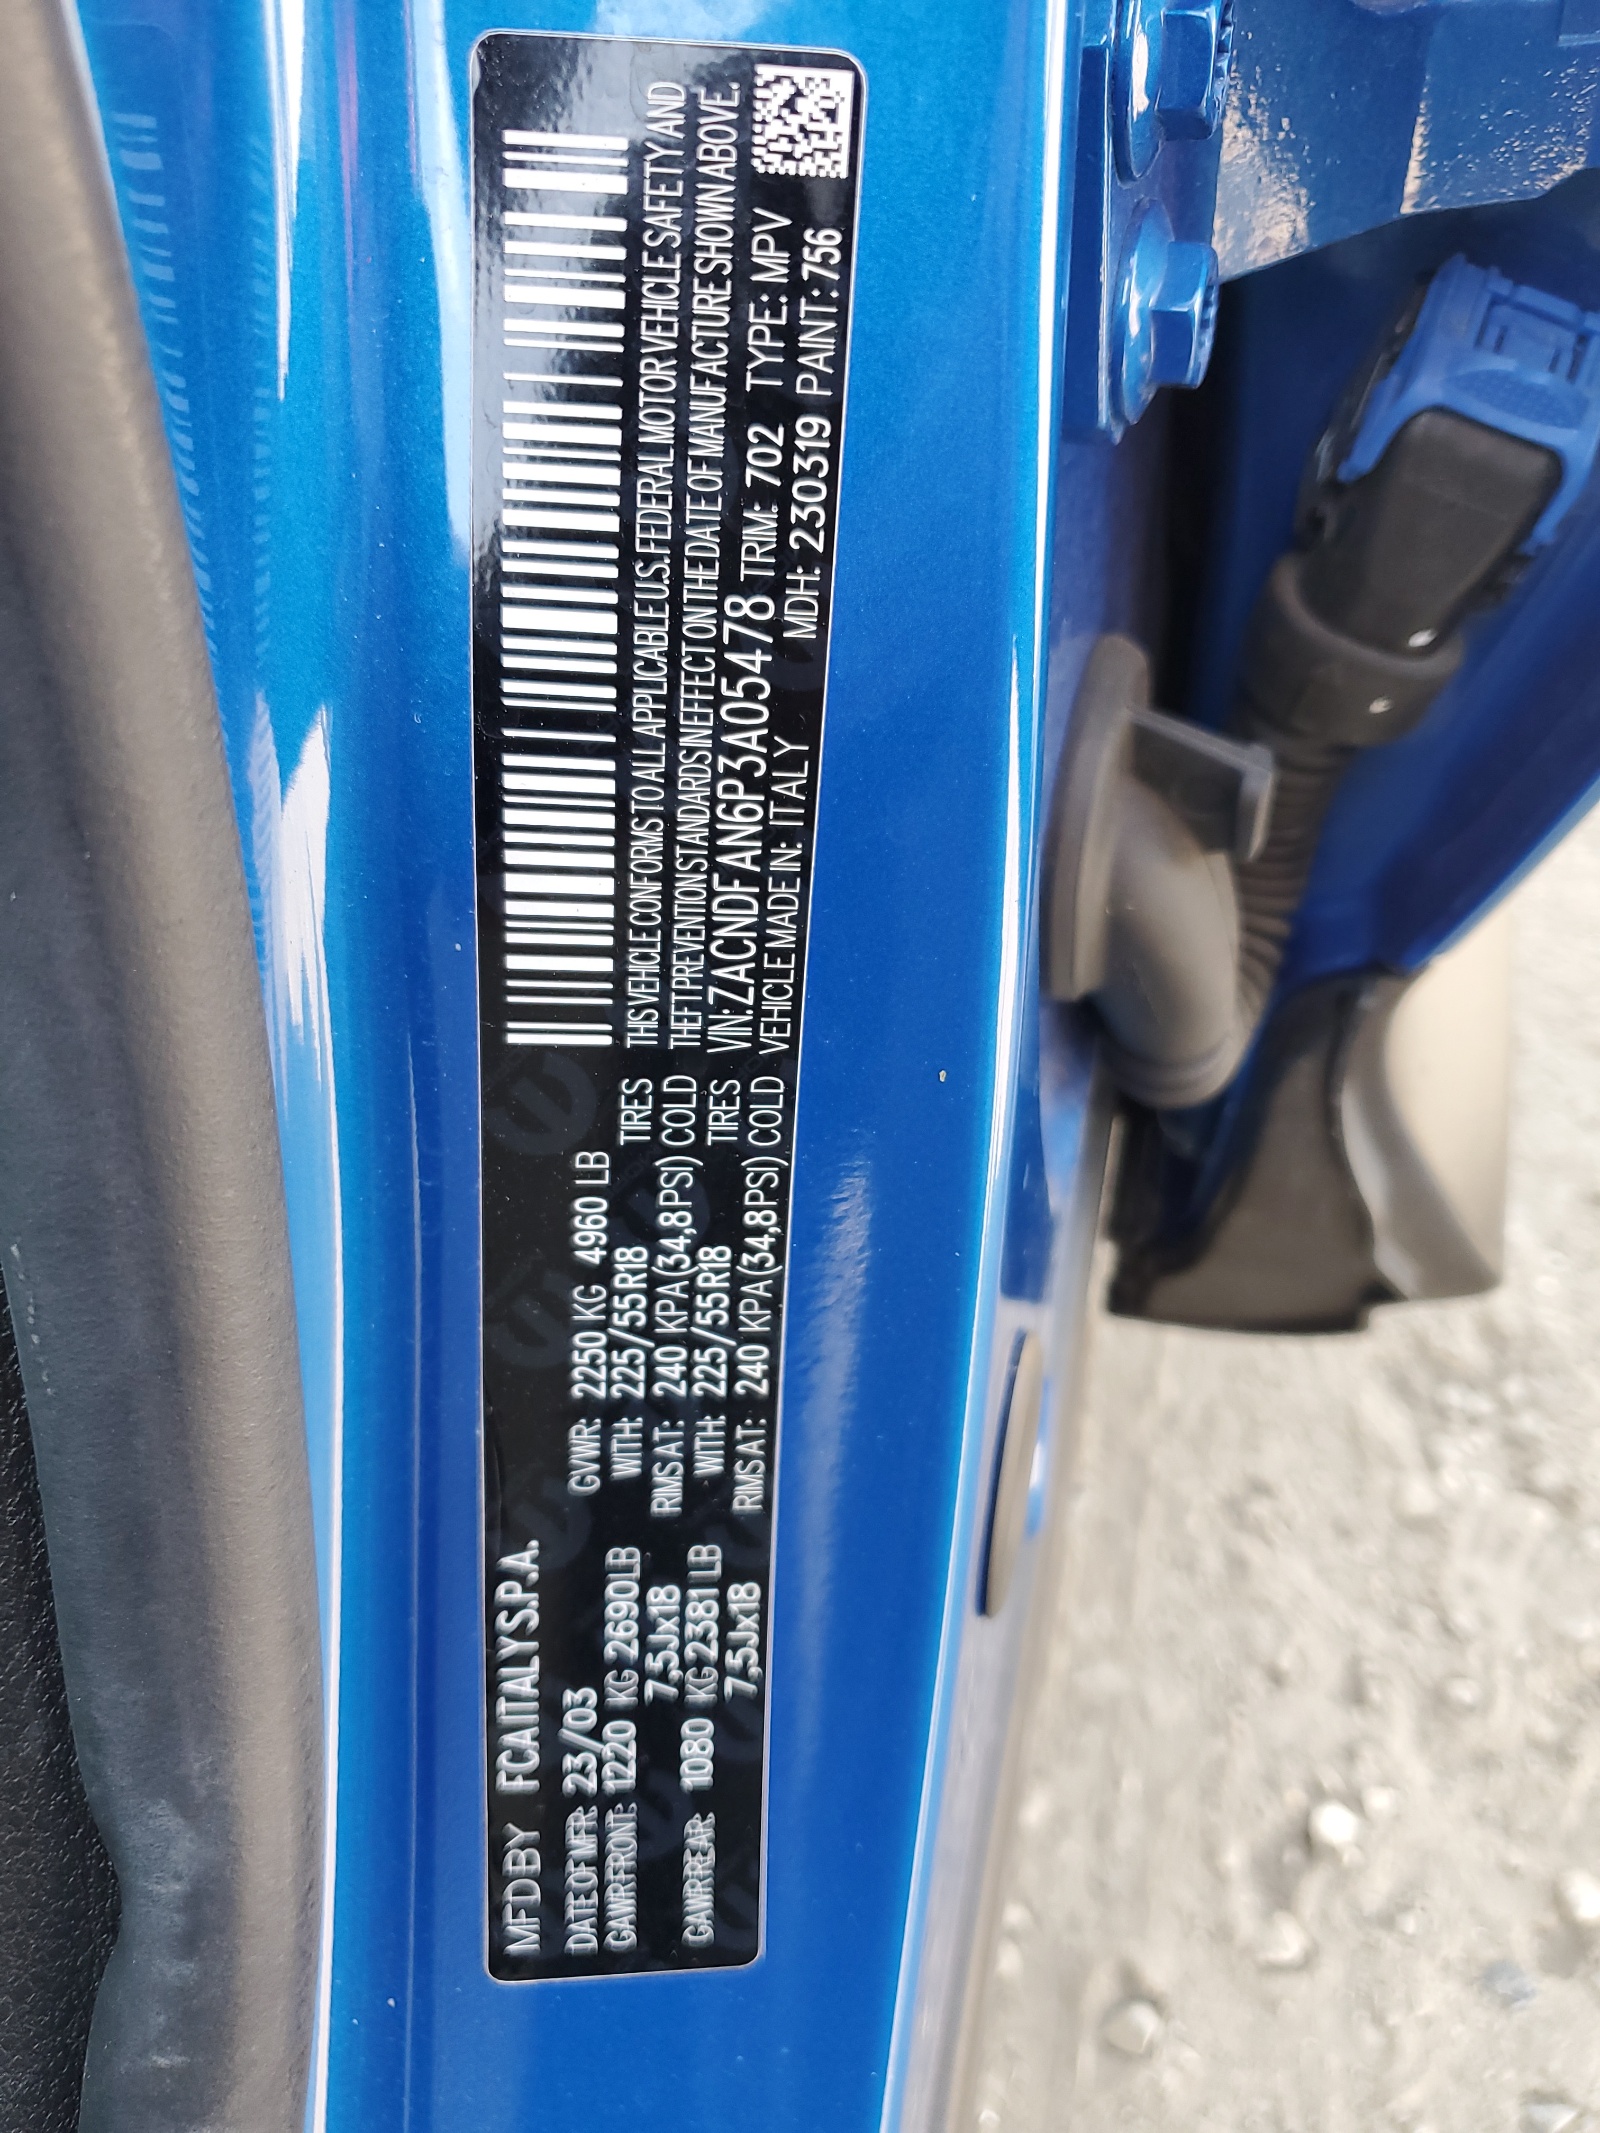 MFD BY FCA ITALY S.P.A.
DATE OF MFR: 23/03 GVWR: 2250 KG 4960 LB
GAWR FRONT: 1220 KG 2690 LB WITH: 225/55R18 TIRES
7,5Jx18 RIMS AT: 240 KPA (34,8 PSI) COLD
GAWR REAR: 1080 KG 2381 LB WITH: 225/55R18 TIRES
7,5Jx18 RIMS AT: 240 KPA (34,8 PSI) COLD
THIS VEHICLE CONFORMS TO ALL APPLICABLE U.S. FEDERAL MOTOR VEHICLE SAFETY AND
THEFT PREVENTION STANDARDS IN EFFECT ON THE DATE OF MANUFACTURE SHOWN ABOVE.
VIN: ZACNDFAN6P3A05478 TRIM: 702 TYPE: MPV
VEHICLE MADE IN: ITALY MDH: 230319 PAINT: 756